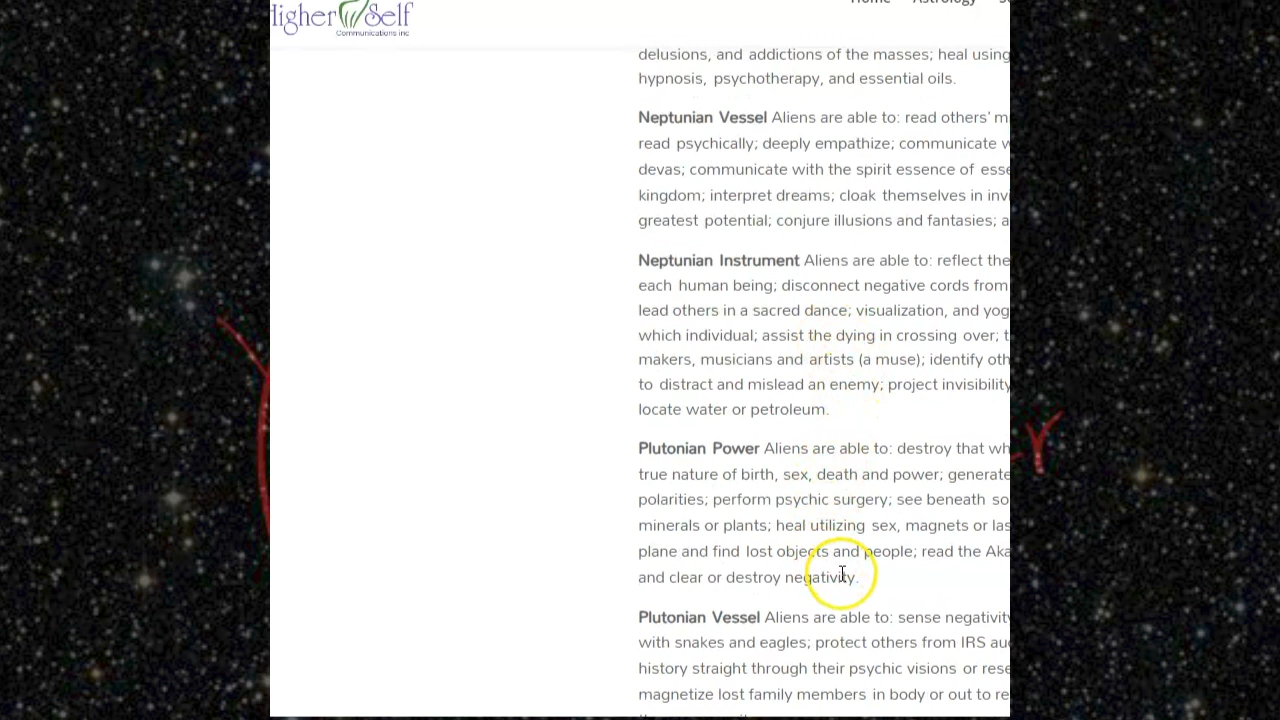 Higher Self
Communications inc
Home Astrology
delusions, and addictions of the masses; heal using
hypnosis, psychotherapy, and essential oils.
Neptunian Vessel Aliens are able to: read others'
read psychically; deeply empathize; communicate
devas; communicate with the spirit essence of
kingdom; interpret dreams; cloak themselves in
greatest potential; conjure illusions and fantasies;
Neptunian Instrument Aliens are able to: reflect the
each human being; disconnect negative cords from
lead others in a sacred dance; visualization, and
which individual; assist the dying in crossing over;
makers, musicians and artists (a muse); identify
to distract and mislead an enemy; project invisibility
locate water or petroleum.
Plutonian Power Aliens are able to: destroy that
true nature of birth, sex, death and power; generate
polarities; perform psychic surgery; see beneath
minerals or plants; heal utilizing sex, magnets or
plane and find lost objects and people; read the
and clear or destroy negativity.
Plutonian Vessel Aliens are able to: sense negativity
with snakes and eagles; protect others from IRS
history straight through their psychic visions or
magnetize lost family members in body or out to